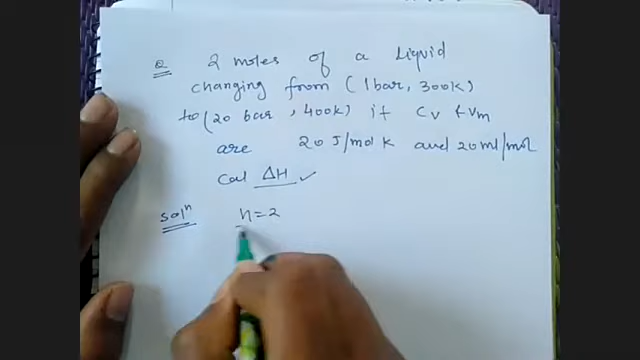 Q 2 moles of a Liquid
changing from (1bar, 300K)
to (20 bar, 400K) if Cv & Vm
are 20 J/mol K and 20ml/mol
Cal ΔH ✓
Solⁿ n=2